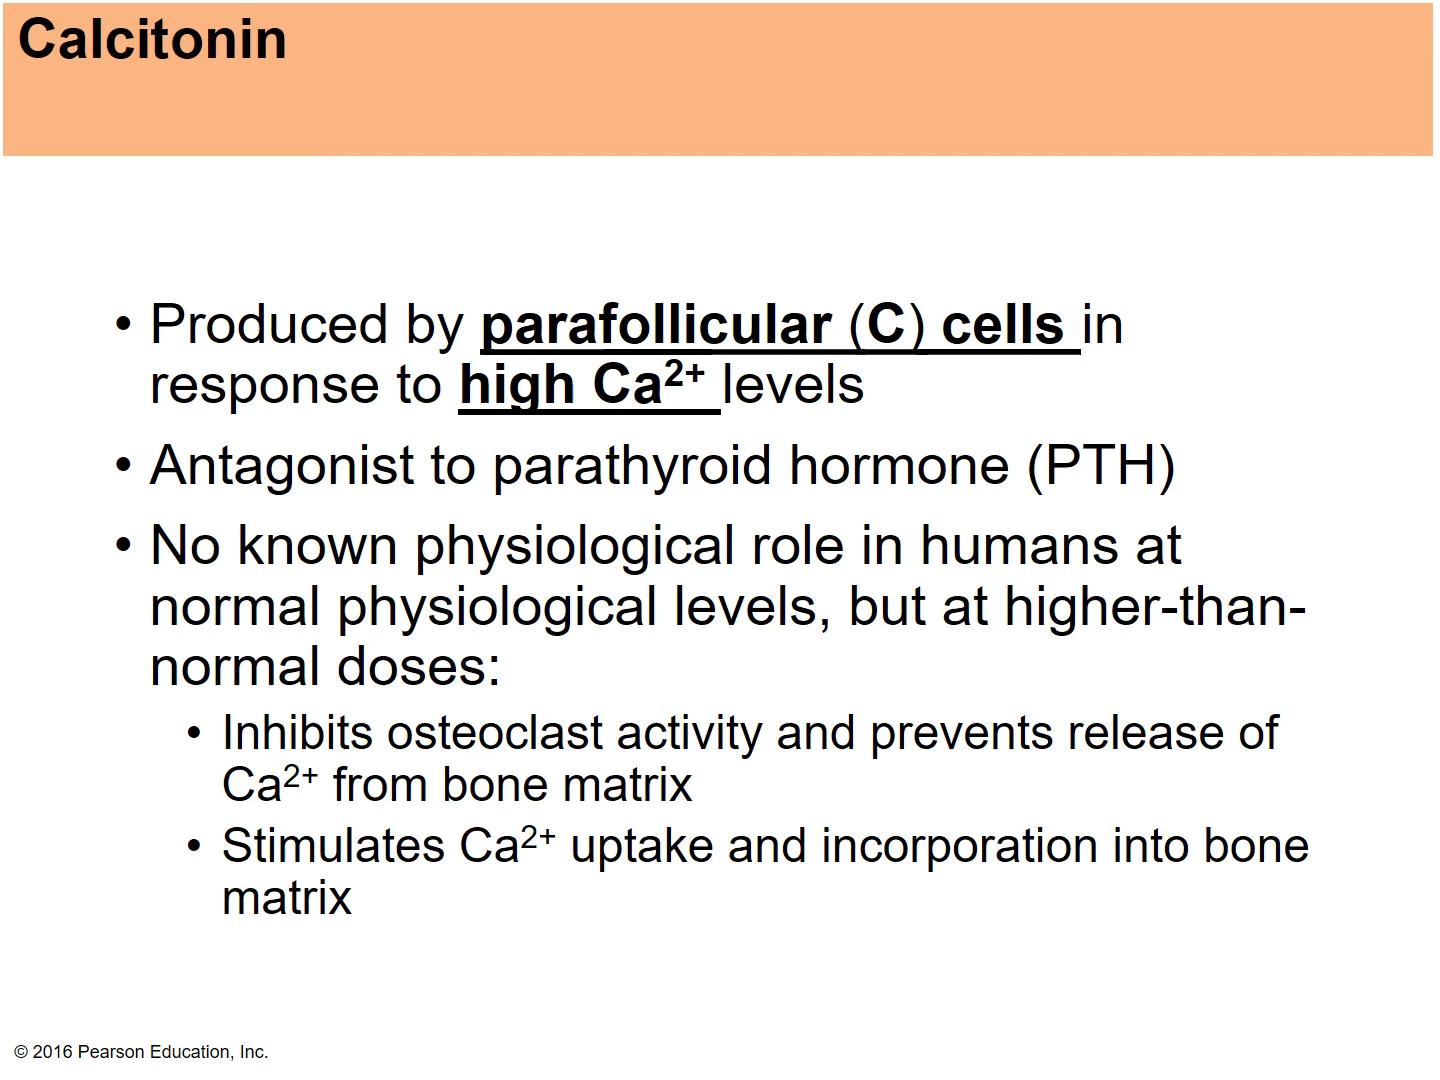 Calcitonin
• Produced by parafollicular (C) cells in
response to high Ca²⁺ levels
• Antagonist to parathyroid hormone (PTH)
• No known physiological role in humans at
normal physiological levels, but at higher-than-
normal doses:
• Inhibits osteoclast activity and prevents release of
Ca²⁺ from bone matrix
• Stimulates Ca²⁺ uptake and incorporation into bone
matrix
© 2016 Pearson Education, Inc.